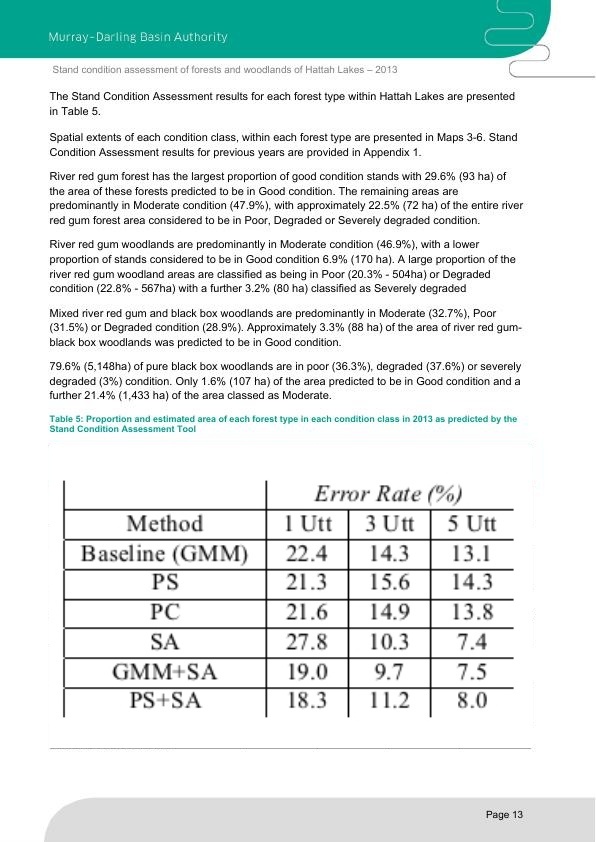 Murray-Darling Basin Authority
Stand condition assessment of forests and woodlands of Hattah Lakes – 2013
The Stand Condition Assessment results for each forest type within Hattah Lakes are presented
in Table 5.
Spatial extents of each condition class, within each forest type are presented in Maps 3-6. Stand
Condition Assessment results for previous years are provided in Appendix 1.
River red gum forest has the largest proportion of good condition stands with 29.6% (93 ha) of
the area of these forests predicted to be in Good condition. The remaining areas are
predominantly in Moderate condition (47.9%), with approximately 22.5% (72 ha) of the entire river
red gum forest area considered to be in Poor, Degraded or Severely degraded condition.
River red gum woodlands are predominantly in Moderate condition (46.9%), with a lower
proportion of stands considered to be in Good condition 6.9% (170 ha). A large proportion of the
river red gum woodland areas are classified as being in Poor (20.3% - 504ha) or Degraded
condition (22.8% - 567ha) with a further 3.2% (80 ha) classified as Severely degraded
Mixed river red gum and black box woodlands are predominantly in Moderate (32.7%), Poor
(31.5%) or Degraded condition (28.9%). Approximately 3.3% (88 ha) of the area of river red gum-
black box woodlands was predicted to be in Good condition.
79.6% (5,148ha) of pure black box woodlands are in poor (36.3%), degraded (37.6%) or severely
degraded (3%) condition. Only 1.6% (107 ha) of the area predicted to be in Good condition and a
further 21.4% (1,433 ha) of the area classed as Moderate.
Table 5: Proportion and estimated area of each forest type in each condition class in 2013 as predicted by the
Stand Condition Assessment Tool
Error Rate (%)
Method 1 Utt 3 Utt 5 Utt
Baseline (GMM) 22.4 14.3 13.1
PS 21.3 15.6 14.3
PC 21.6 14.9 13.8
SA 27.8 10.3 7.4
GMM+SA 19.0 9.7 7.5
PS+SA 18.3 11.2 8.0
Page 13